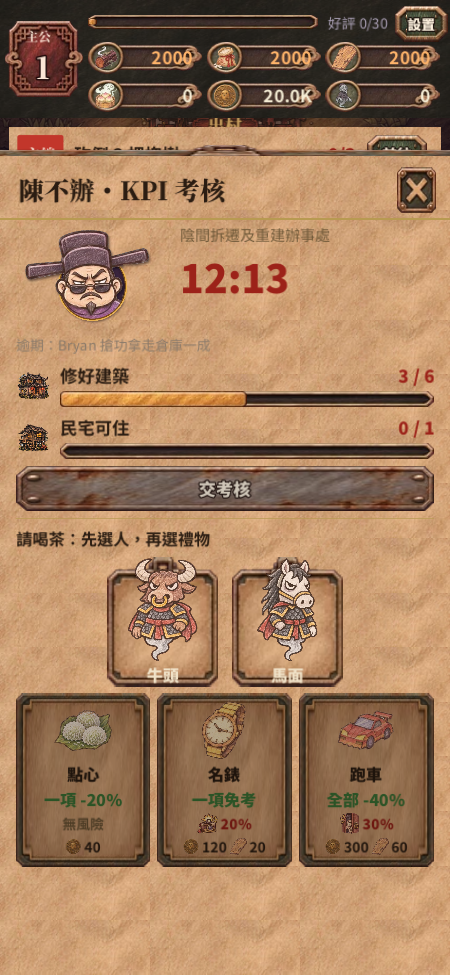 主公
1
好評 0/30
設置
2000
2000
2000
0
20.0K
0
陳不辦・KPI 考核
陰間拆遷及重建辦事處
12:13
逾期：Bryan 搶功拿走倉庫一成
修好建築
3 / 6
民宅可住
0 / 1
交考核
請喝茶：先選人，再選禮物
牛頭
馬面
點心
一項 -20%
無風險
40
名錶
一項免考
20%
120 20
跑車
全部 -40%
30%
300 60